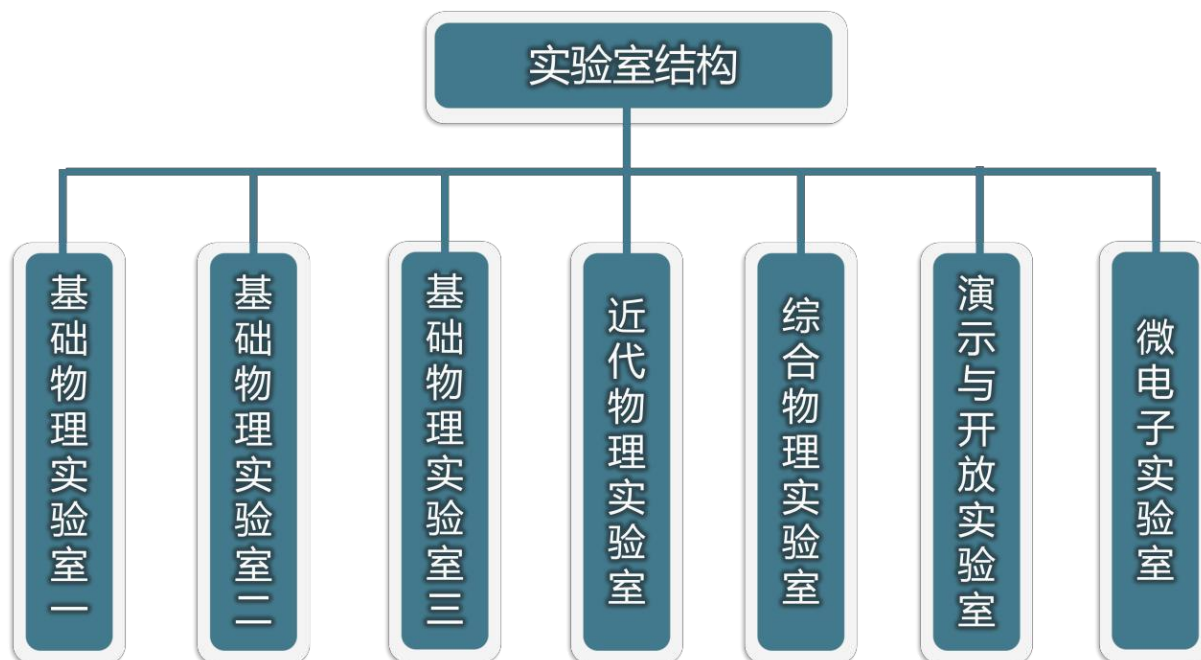 实验室结构
基础物理实验室一
基础物理实验室二
基础物理实验室三
近代物理实验室
综合物理实验室
演示与开放实验室
微电子实验室